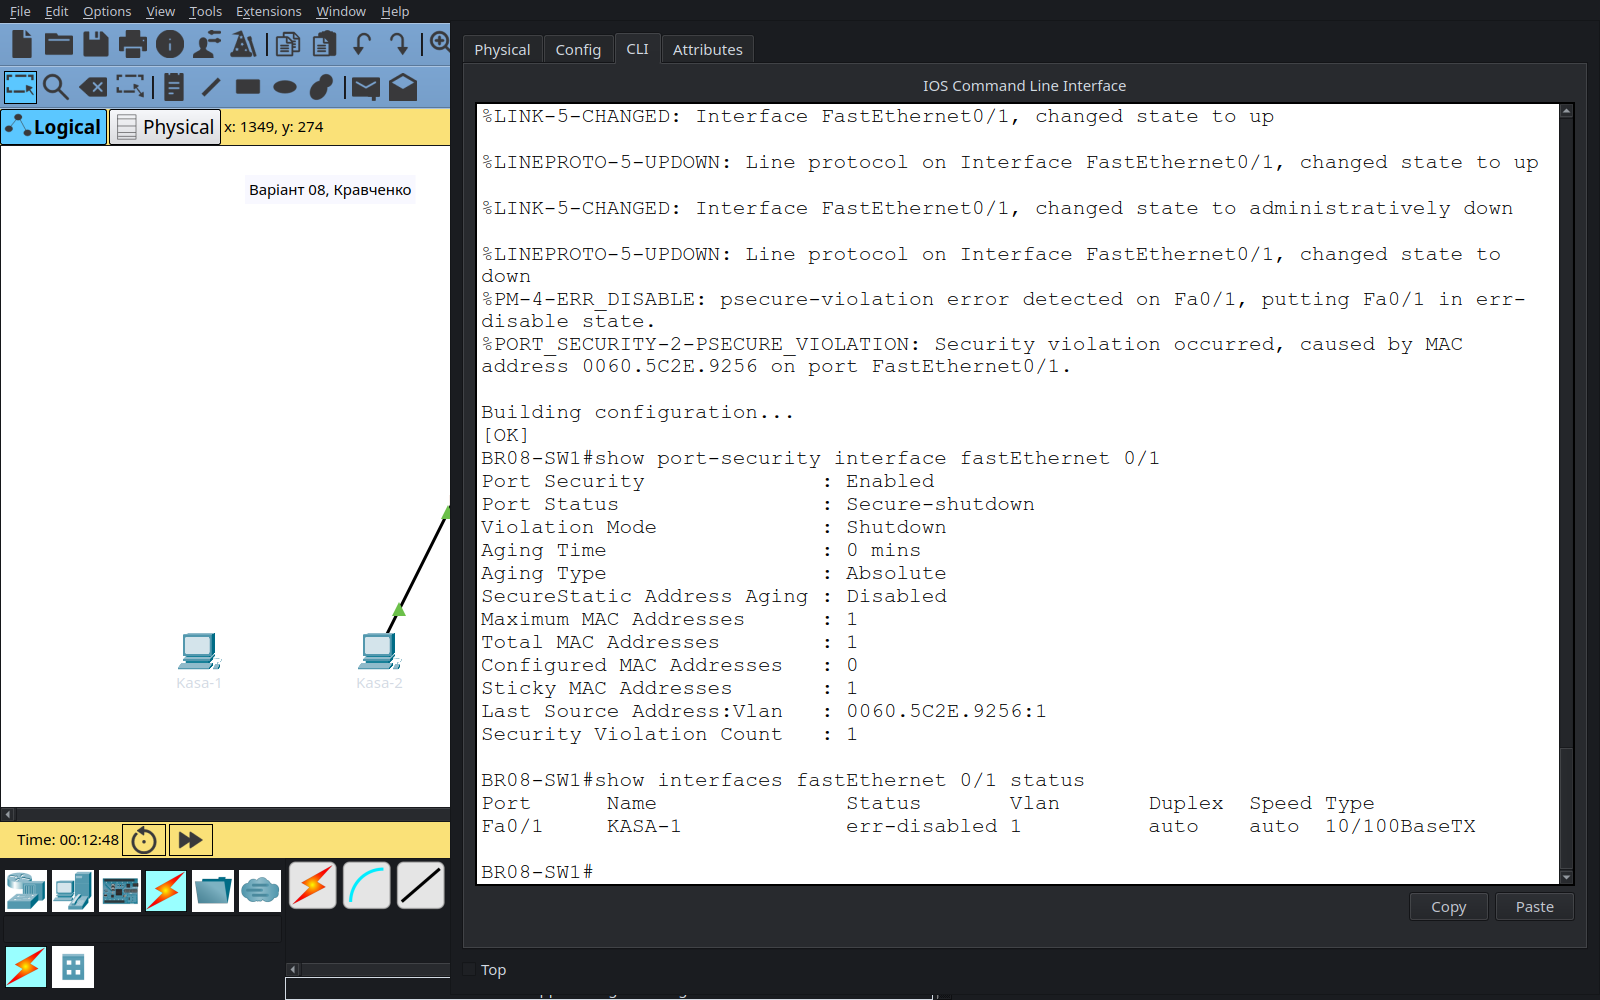 File Edit Options View Tools Extensions Window Help
Logical Physical x: 1349, y: 274
Варіант 08, Кравченко
Kasa-1 Kasa-2
Time: 00:12:48
Physical Config CLI Attributes
IOS Command Line Interface
%LINK-5-CHANGED: Interface FastEthernet0/1, changed state to up
%LINEPROTO-5-UPDOWN: Line protocol on Interface FastEthernet0/1, changed state to up
%LINK-5-CHANGED: Interface FastEthernet0/1, changed state to administratively down
%LINEPROTO-5-UPDOWN: Line protocol on Interface FastEthernet0/1, changed state to
down
%PM-4-ERR_DISABLE: psecure-violation error detected on Fa0/1, putting Fa0/1 in err-
disable state.
%PORT_SECURITY-2-PSECURE_VIOLATION: Security violation occurred, caused by MAC
address 0060.5C2E.9256 on port FastEthernet0/1.
Building configuration...
[OK]
BR08-SW1#show port-security interface fastEthernet 0/1
Port Security : Enabled
Port Status : Secure-shutdown
Violation Mode : Shutdown
Aging Time : 0 mins
Aging Type : Absolute
SecureStatic Address Aging : Disabled
Maximum MAC Addresses : 1
Total MAC Addresses : 1
Configured MAC Addresses : 0
Sticky MAC Addresses : 1
Last Source Address:Vlan : 0060.5C2E.9256:1
Security Violation Count : 1
BR08-SW1#show interfaces fastEthernet 0/1 status
Port Name Status Vlan Duplex Speed Type
Fa0/1 KASA-1 err-disabled 1 auto auto 10/100BaseTX
BR08-SW1#
Copy Paste
Top